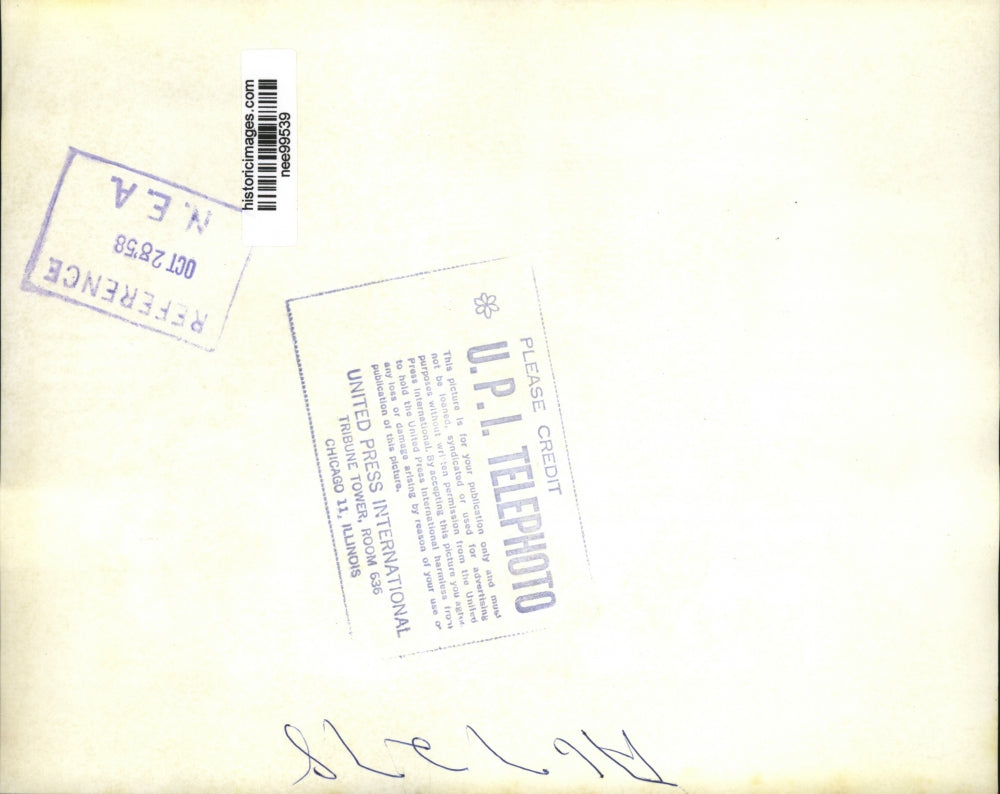 historicimages.com
nee99539
REFERENCE
OCT 28 '58
N. E. A.
PLEASE CREDIT
U. P. I. TELEPHOTO
This picture is for your publication only and must
not be loaned, syndicated or used for advertising
purposes without written permission from the United
Press International. By accepting this picture you agree
to hold the United Press International harmless from
any loss or damage arising by reason of your use or
publication of this picture.
UNITED PRESS INTERNATIONAL
TRIBUNE TOWER, ROOM 636
CHICAGO 11, ILLINOIS